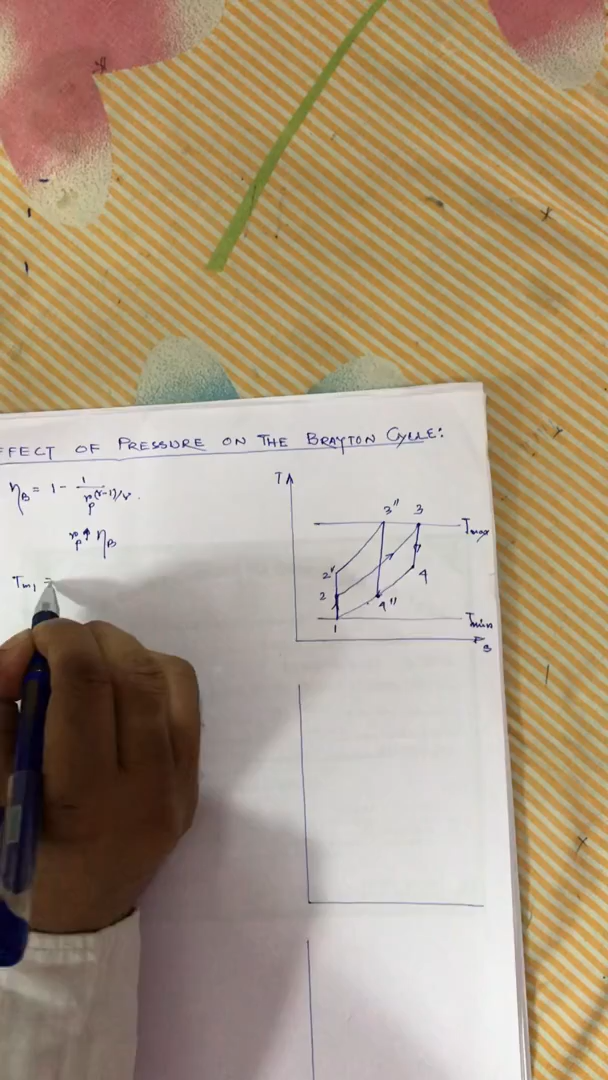 FFECT OF PRESSURE ON THE BRAYTON CYCLE:
ηB = 1 - 1/rp^(γ-1)/γ.
rp↑ ηB
Tm1 =
T
3" 3
Tmax
2'
2
4
4"
1
Tmin
s